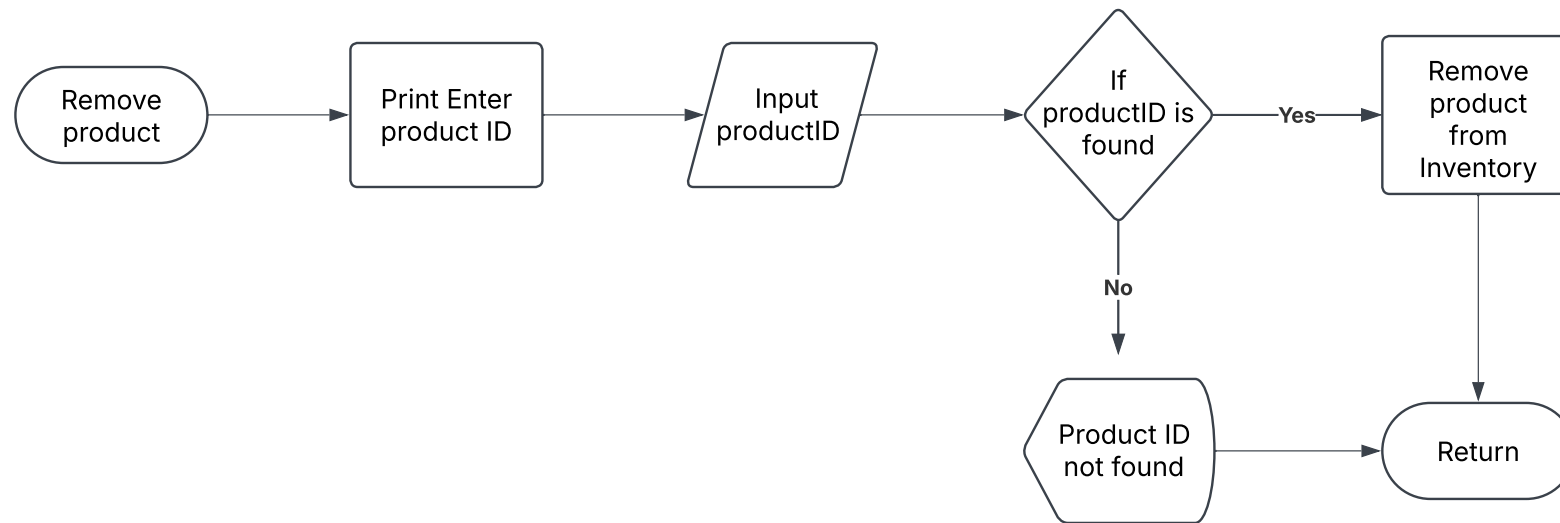 Remove
product
Print Enter
product ID
Input
productID
If
productID is
found
Yes
Remove
product
from
Inventory
No
Product ID
not found
Return